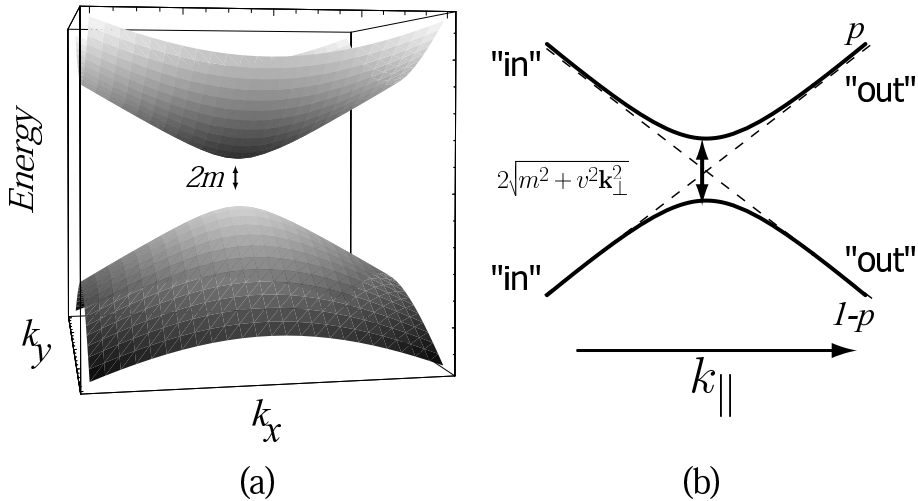 Energy
2m
k_y
k_x
(a)
"in"
p
"out"
2√(m² + v²𝐤⊥²)
"in"
"out"
1-p
k_||
(b)